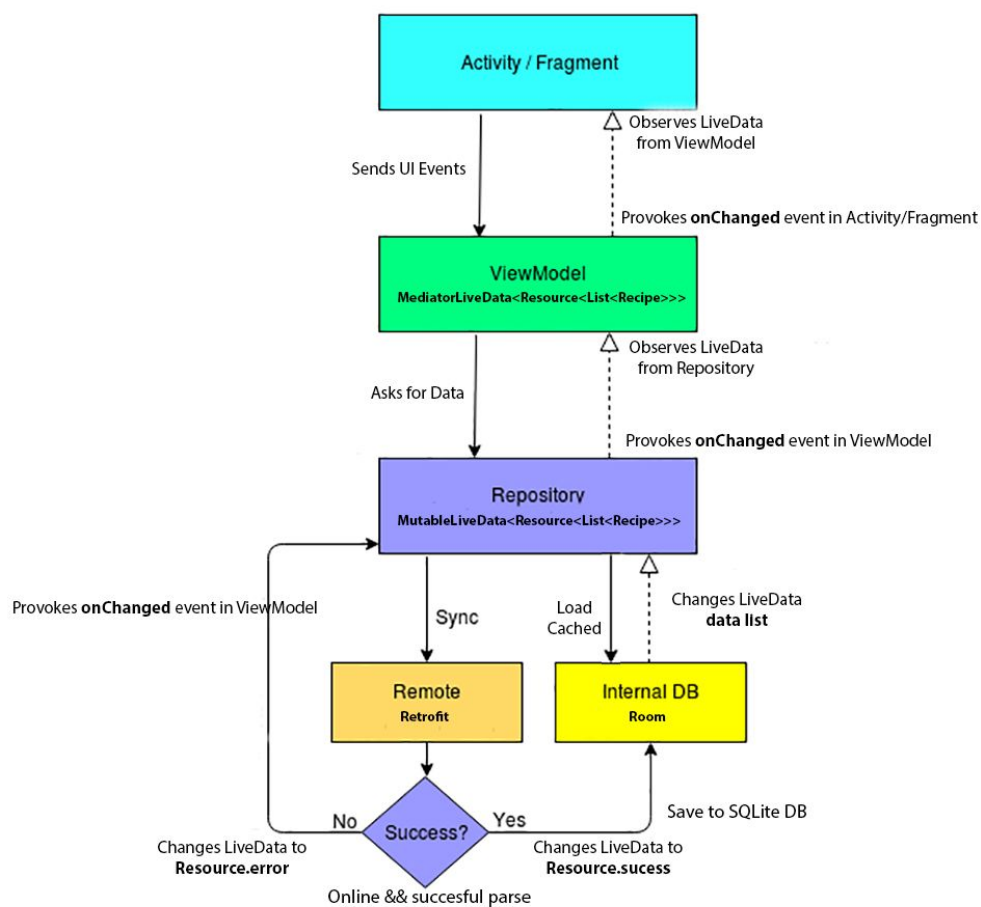 Activity / Fragment
Observes LiveData
from ViewModel
Sends UI Events
Provokes onChanged event in Activity/Fragment
ViewModel
MediatorLiveData<Resource<List<Recipe>>>
Observes LiveData
from Repository
Asks for Data
Provokes onChanged event in ViewModel
Repository
MutableLiveData<Resource<List<Recipe>>>
Provokes onChanged event in ViewModel
Sync
Load
Cached
Changes LiveData
data list
Remote
Retrofit
Internal DB
Room
Success?
No
Yes
Save to SQLite DB
Changes LiveData to
Resource.error
Changes LiveData to
Resource.sucess
Online && succesful parse